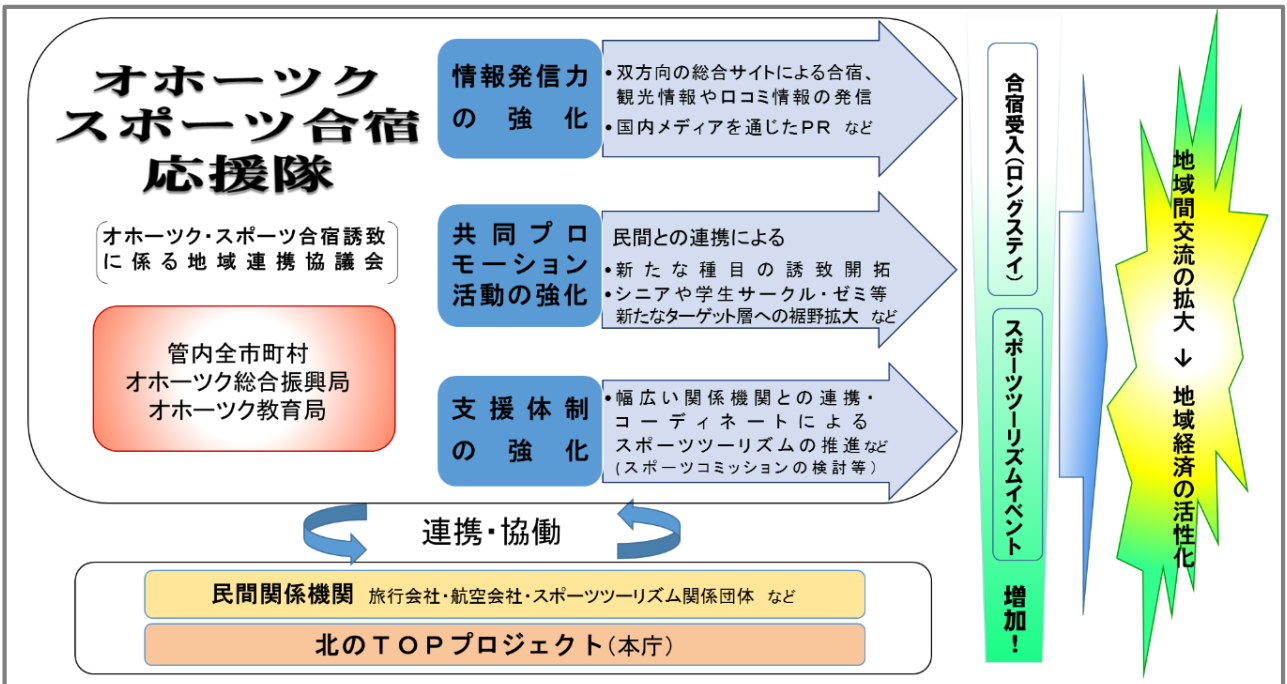 オホーツク
スポーツ合宿
応援隊
オホーツク・スポーツ合宿誘致
に係る地域連携協議会
管内全市町村
オホーツク総合振興局
オホーツク教育局
情報発信力
の強化
•双方向の総合サイトによる合宿、
観光情報や口コミ情報の発信
•国内メディアを通じたPR など
共同プロ
モーション
活動の強化
民間との連携による
•新たな種目の誘致開拓
•シニアや学生サークル・ゼミ等
新たなターゲット層への裾野拡大 など
支援体制
の強化
•幅広い関係機関との連携・
コーディネートによる
スポーツツーリズムの推進など
(スポーツコミッションの検討等)
連携・協働
民間関係機関 旅行会社・航空会社・スポーツツーリズム関係団体 など
北のTOPプロジェクト(本庁)
合宿受入(ロングステイ)
スポーツツーリズムイベント
増加!
地域間交流の拡大 → 地域経済の活性化